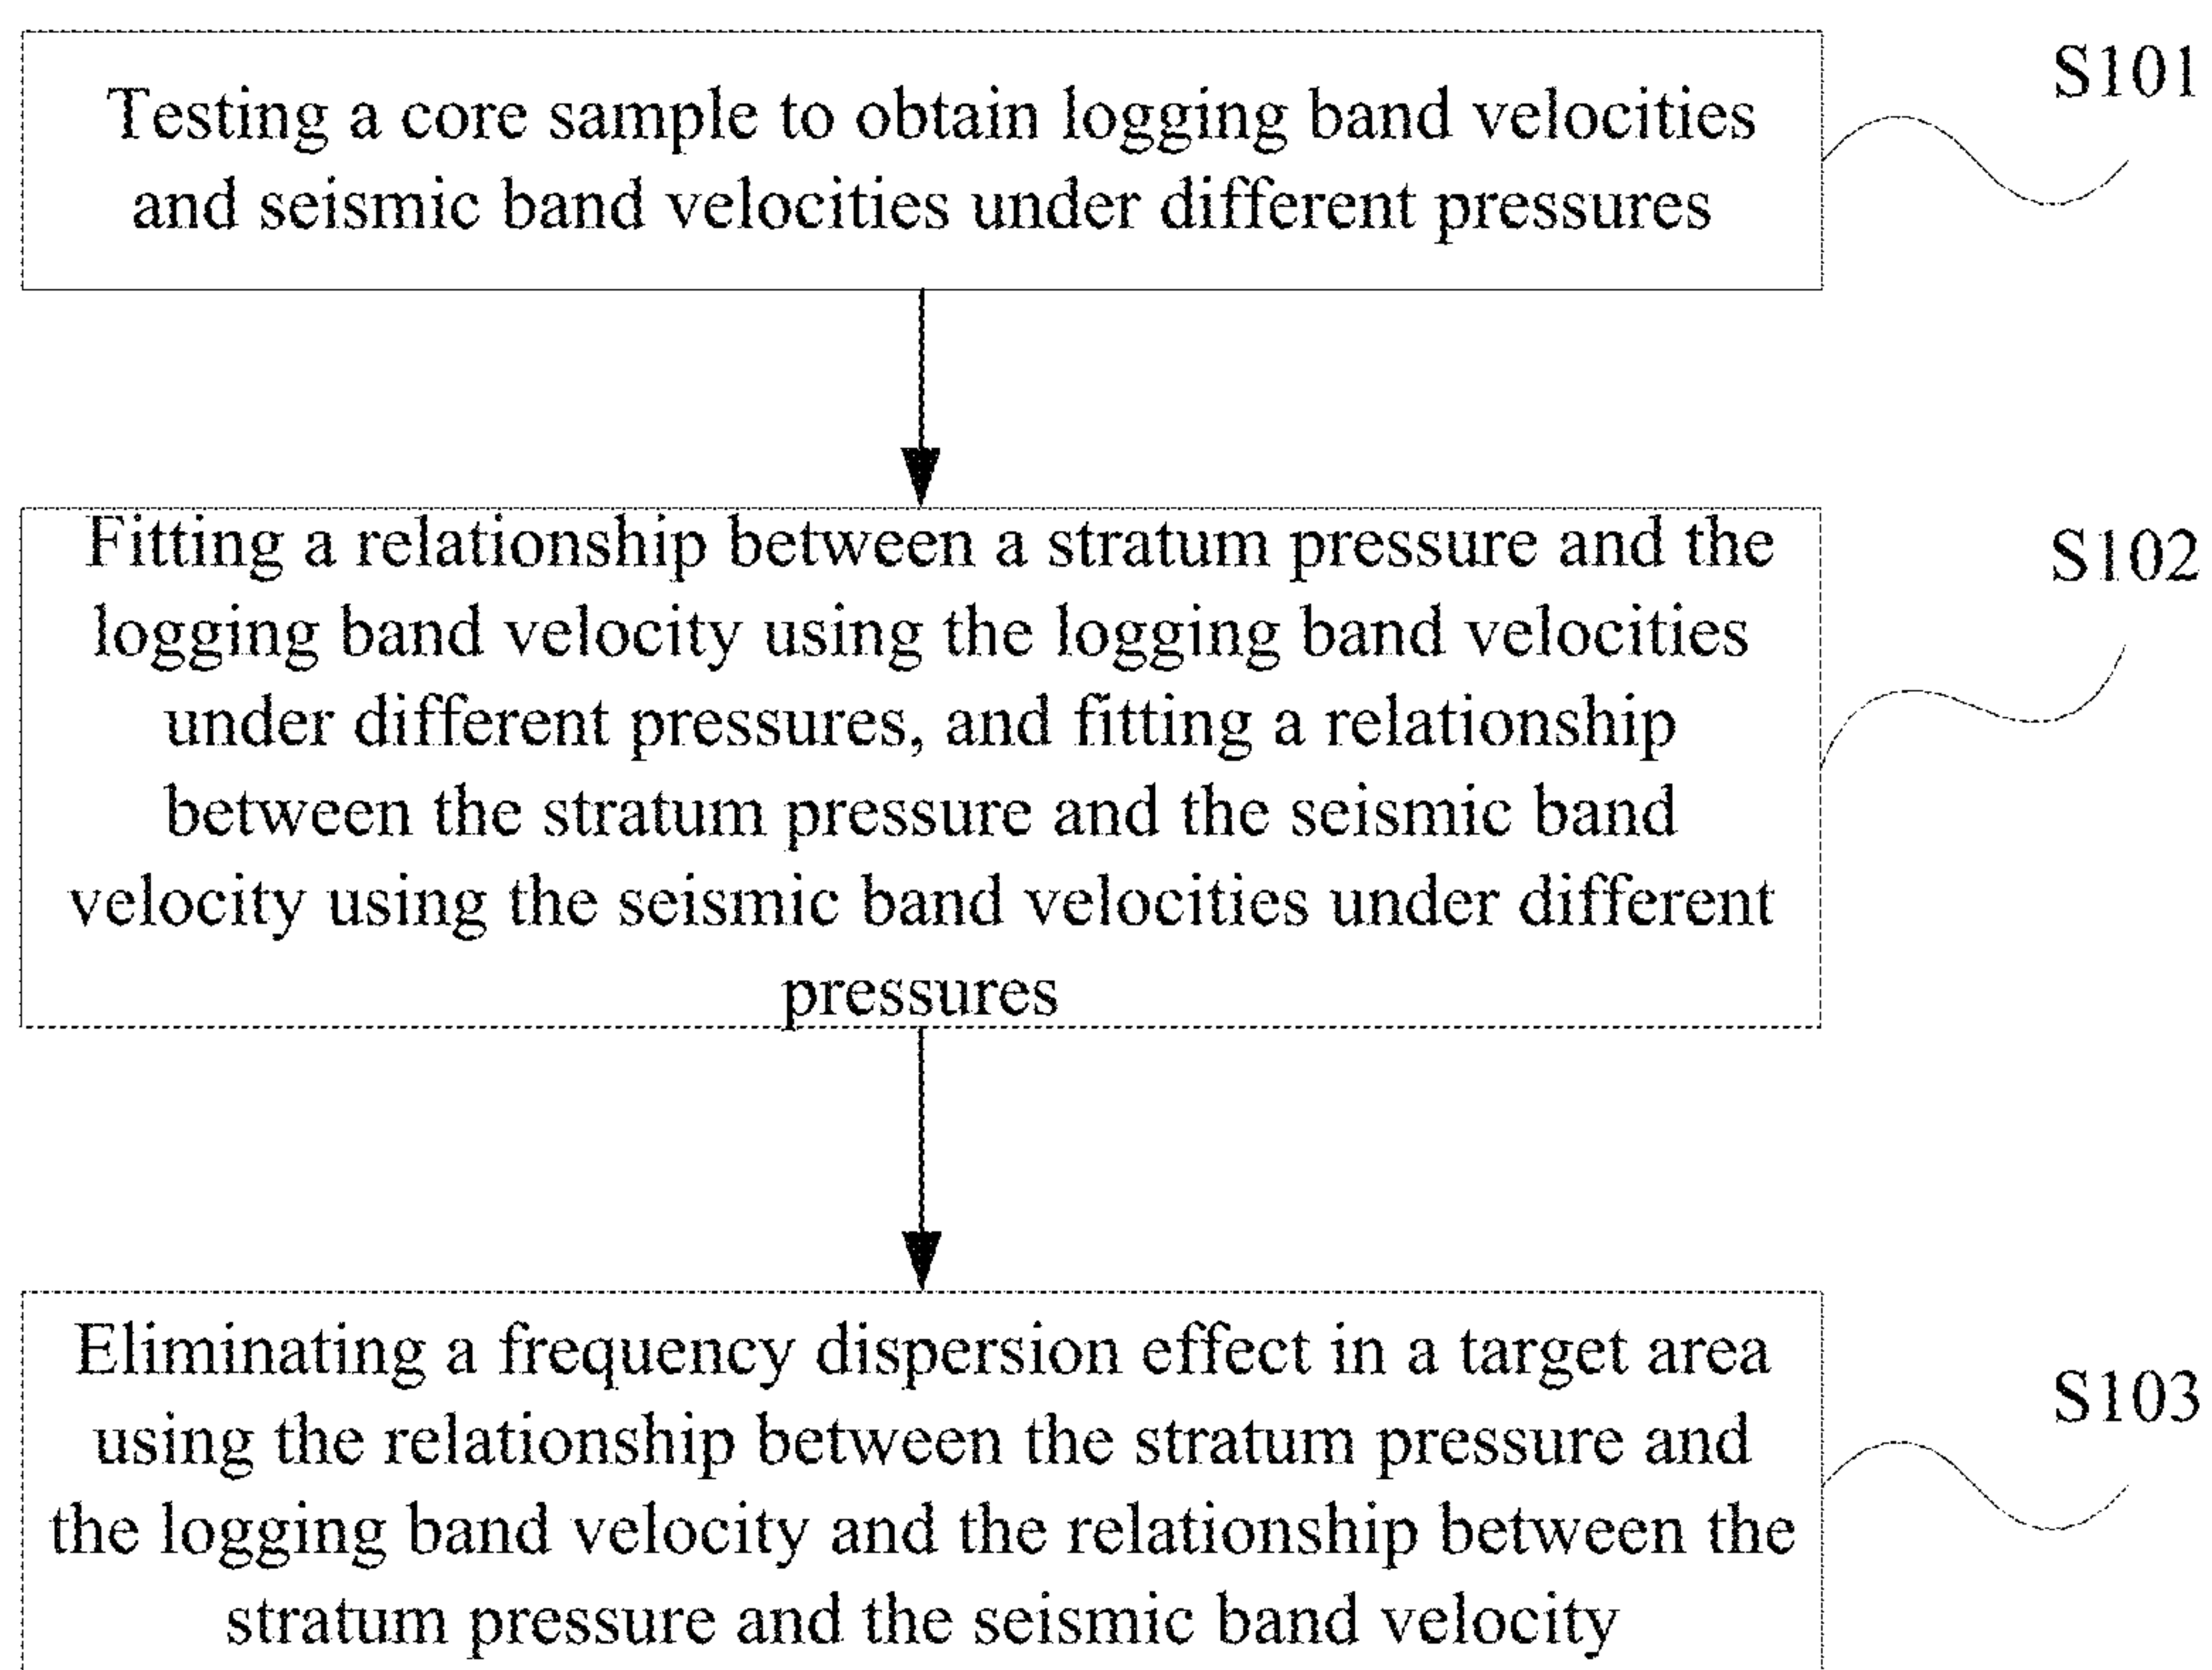 Testing a core sample to obtain logging band velocities
and seismic band velocities under different pressures
S101
Fitting a relationship between a stratum pressure and the
logging band velocity using the logging band velocities
under different pressures, and fitting a relationship
between the stratum pressure and the seismic band
velocity using the seismic band velocities under different
pressures
S102
Eliminating a frequency dispersion effect in a target area
using the relationship between the stratum pressure and
the logging band velocity and the relationship between the
stratum pressure and the seismic band velocity
S103